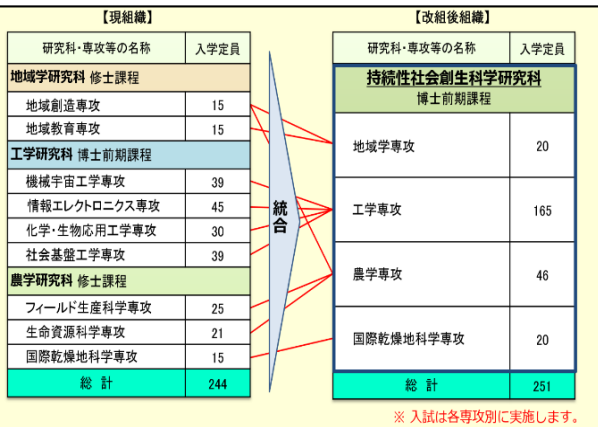 【現組織】
研究科・専攻等の名称 入学定員
地域学研究科 修士課程
地域創造専攻 15
地域教育専攻 15
工学研究科 博士前期課程
機械宇宙工学専攻 39
情報エレクトロニクス専攻 45
化学・生物応用工学専攻 30
社会基盤工学専攻 39
農学研究科 修士課程
フィールド生産科学専攻 25
生命資源科学専攻 21
国際乾燥地科学専攻 15
総 計 244
統合
【改組後組織】
研究科・専攻等の名称 入学定員
持続性社会創生科学研究科
博士前期課程
地域学専攻 20
工学専攻 165
農学専攻 46
国際乾燥地科学専攻 20
総 計 251
※ 入試は各専攻別に実施します。